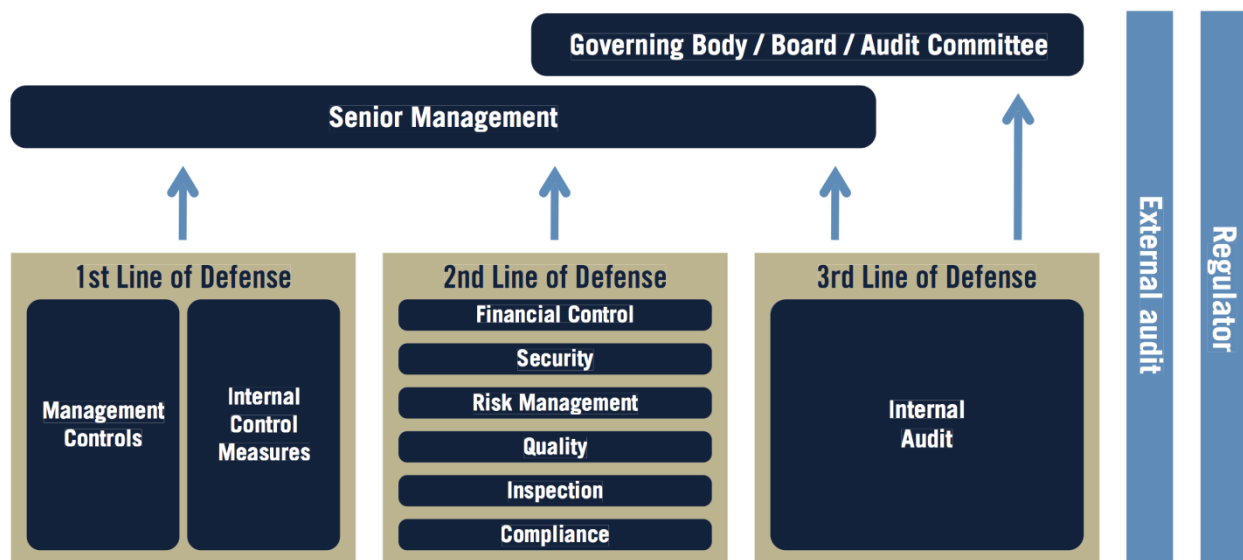 Governing Body / Board / Audit Committee
Senior Management
1st Line of Defense
Management
Controls
Internal
Control
Measures
2nd Line of Defense
Financial Control
Security
Risk Management
Quality
Inspection
Compliance
3rd Line of Defense
Internal
Audit
External audit
Regulator